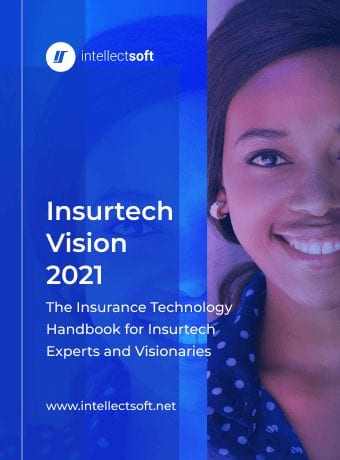 intellectsoft
Insurtech
Vision
2021
The Insurance Technology
Handbook for Insurtech
Experts and Visionaries
www.intellectsoft.net